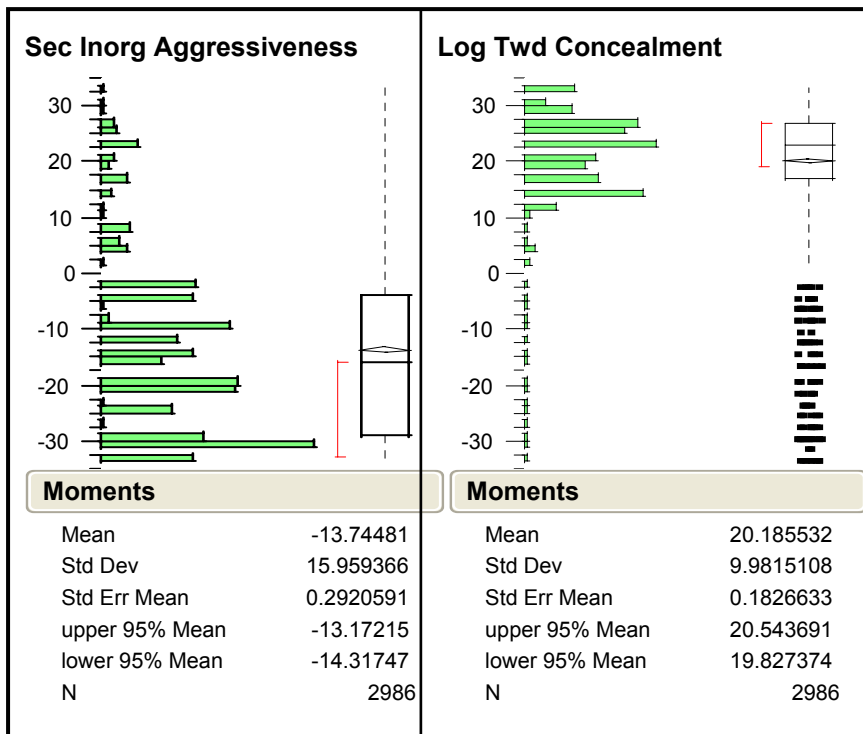 Sec Inorg Aggressiveness
30
20
10
0
-10
-20
-30
Moments
Mean -13.74481
Std Dev 15.959366
Std Err Mean 0.2920591
upper 95% Mean -13.17215
lower 95% Mean -14.31747
N 2986
Log Twd Concealment
30
20
10
0
-10
-20
-30
Moments
Mean 20.185532
Std Dev 9.9815108
Std Err Mean 0.1826633
upper 95% Mean 20.543691
lower 95% Mean 19.827374
N 2986